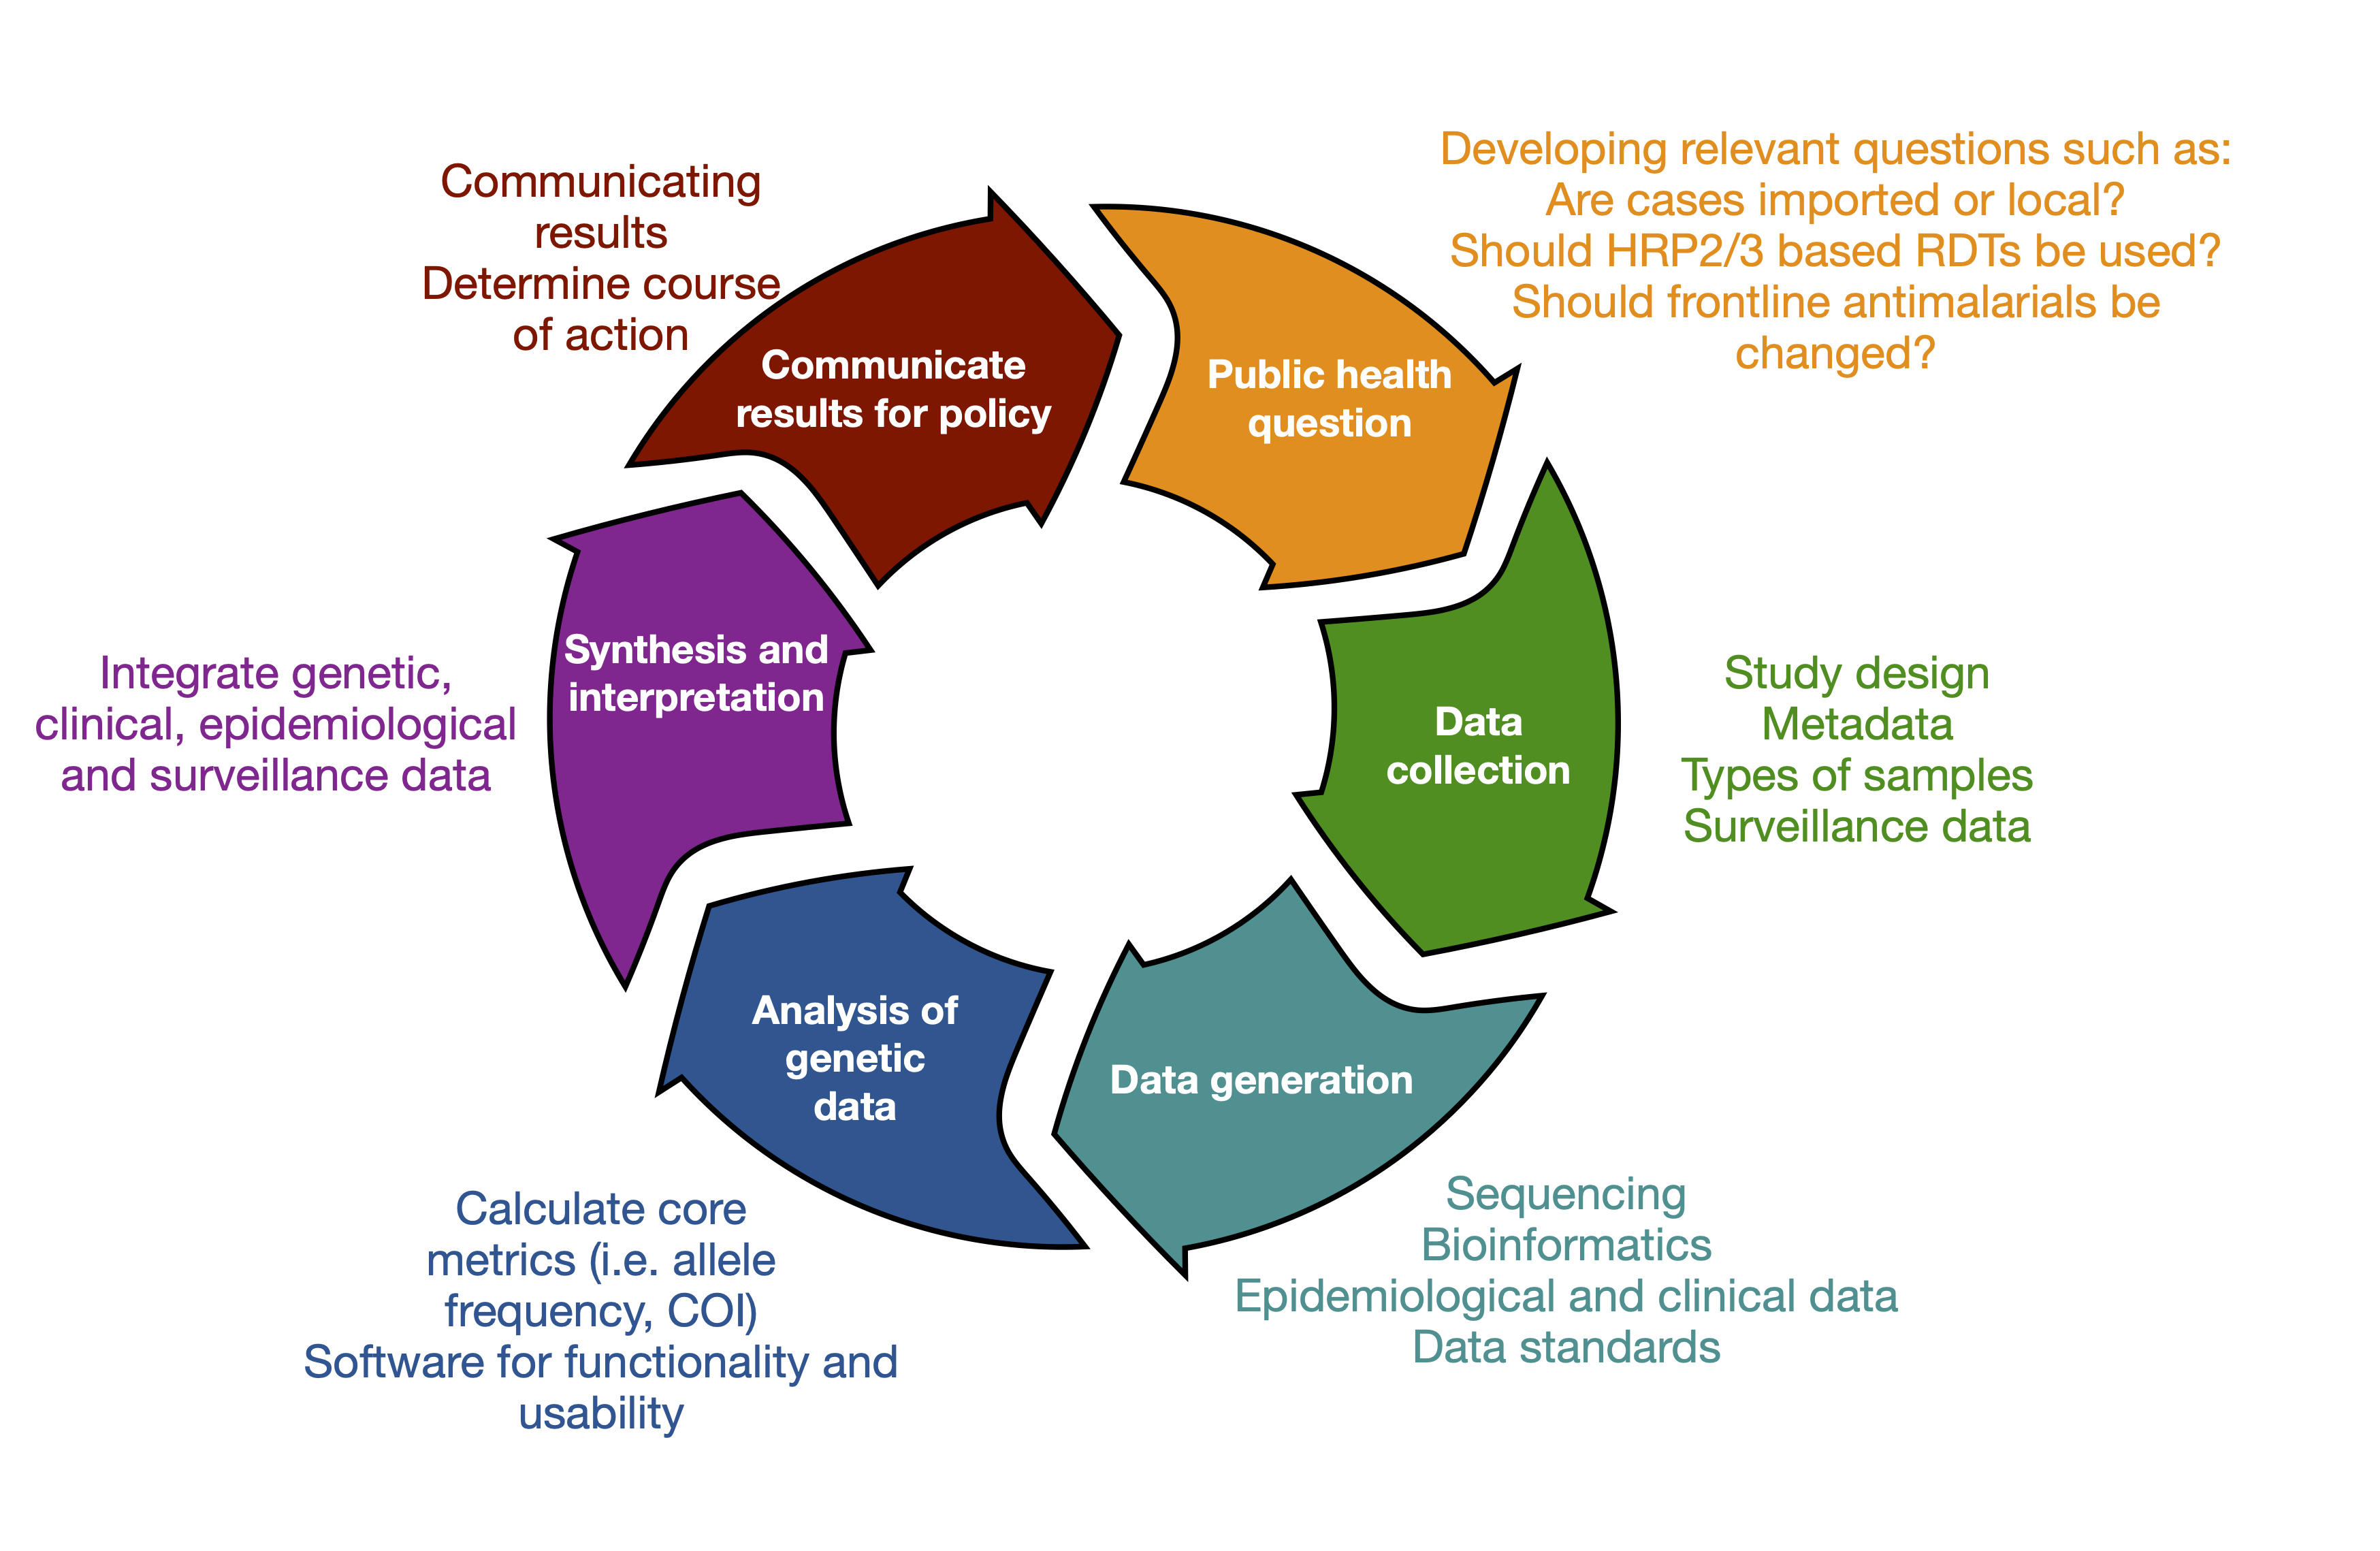 Developing relevant questions such as:
Are cases imported or local?
Should HRP2/3 based RDTs be used?
Should frontline antimalarials be
changed?
Public health
question
Data
collection
Study design
Metadata
Types of samples
Surveillance data
Data generation
Sequencing
Bioinformatics
Epidemiological and clinical data
Data standards
Analysis of
genetic
data
Calculate core
metrics (i.e. allele
frequency, COI)
Software for functionality and
usability
Synthesis and
interpretation
Integrate genetic,
clinical, epidemiological
and surveillance data
Communicate
results for policy
Communicating
results
Determine course
of action